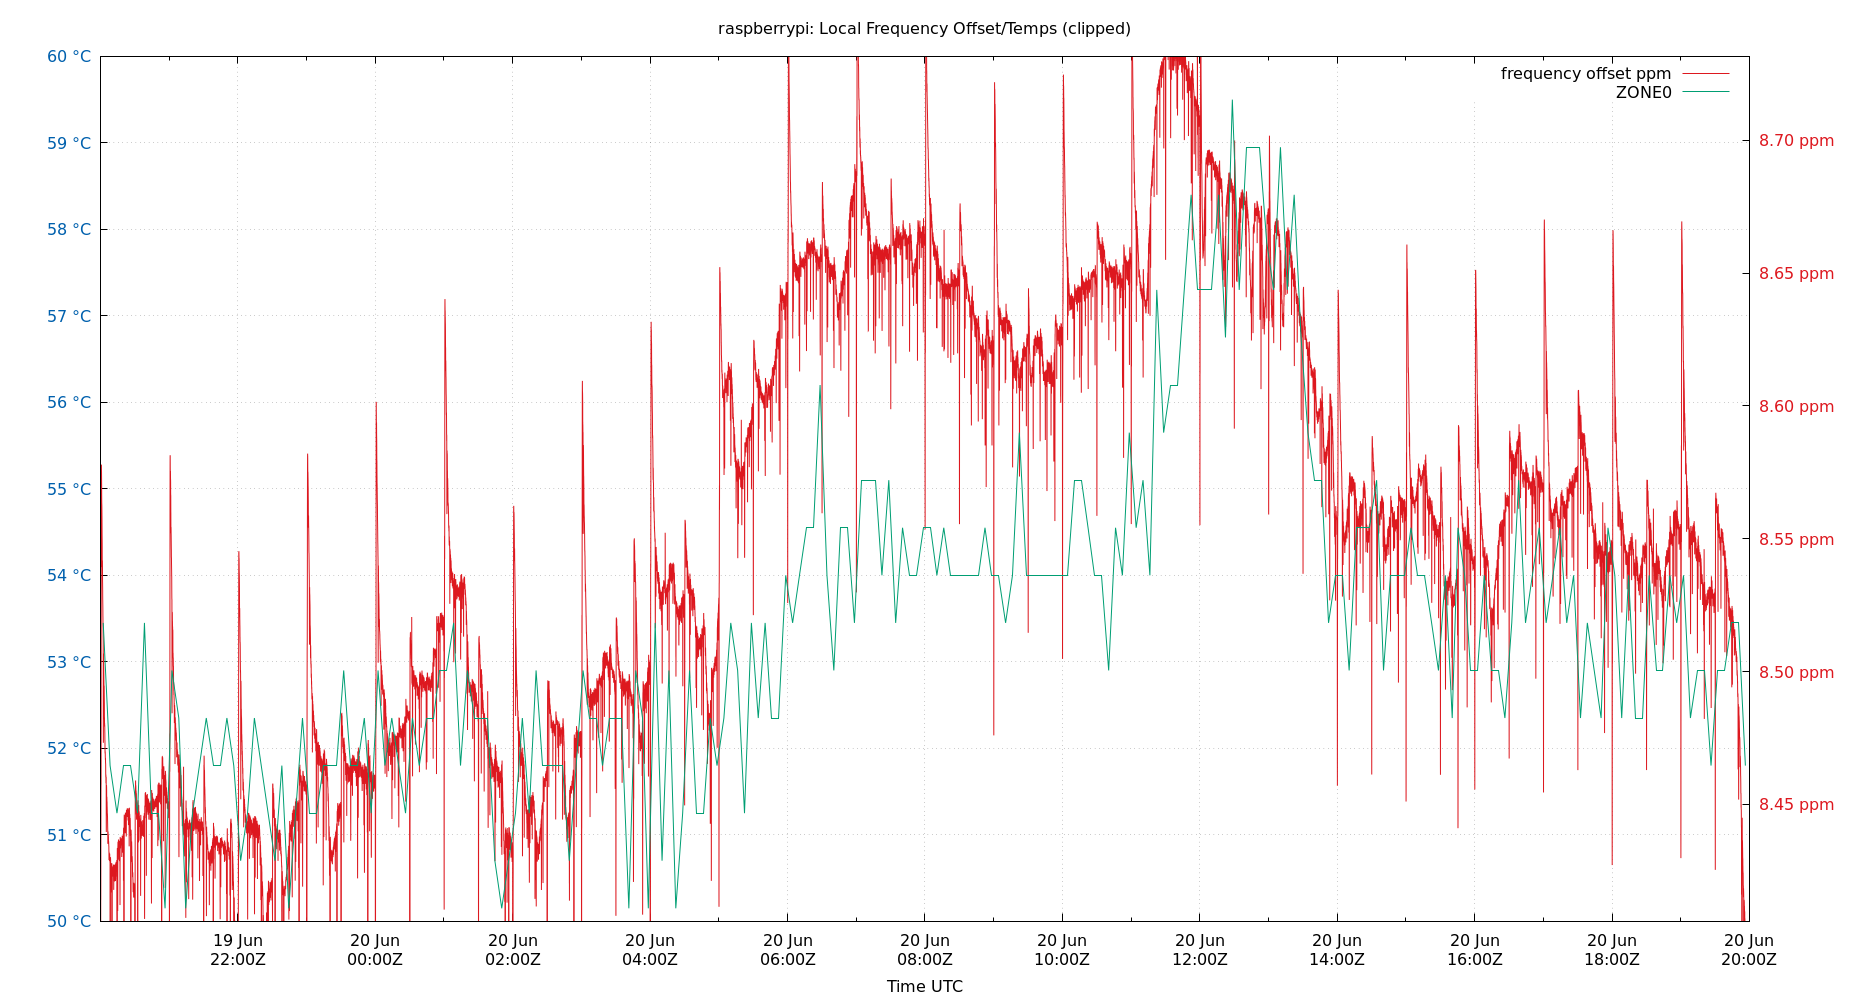 raspberrypi: Local Frequency Offset/Temps (clipped)
60 °C
59 °C
58 °C
57 °C
56 °C
55 °C
54 °C
53 °C
52 °C
51 °C
50 °C
frequency offset ppm
ZONE0
8.70 ppm
8.65 ppm
8.60 ppm
8.55 ppm
8.50 ppm
8.45 ppm
19 Jun
22:00Z
20 Jun
00:00Z
20 Jun
02:00Z
20 Jun
04:00Z
20 Jun
06:00Z
20 Jun
08:00Z
20 Jun
10:00Z
20 Jun
12:00Z
20 Jun
14:00Z
20 Jun
16:00Z
20 Jun
18:00Z
20 Jun
20:00Z
Time UTC